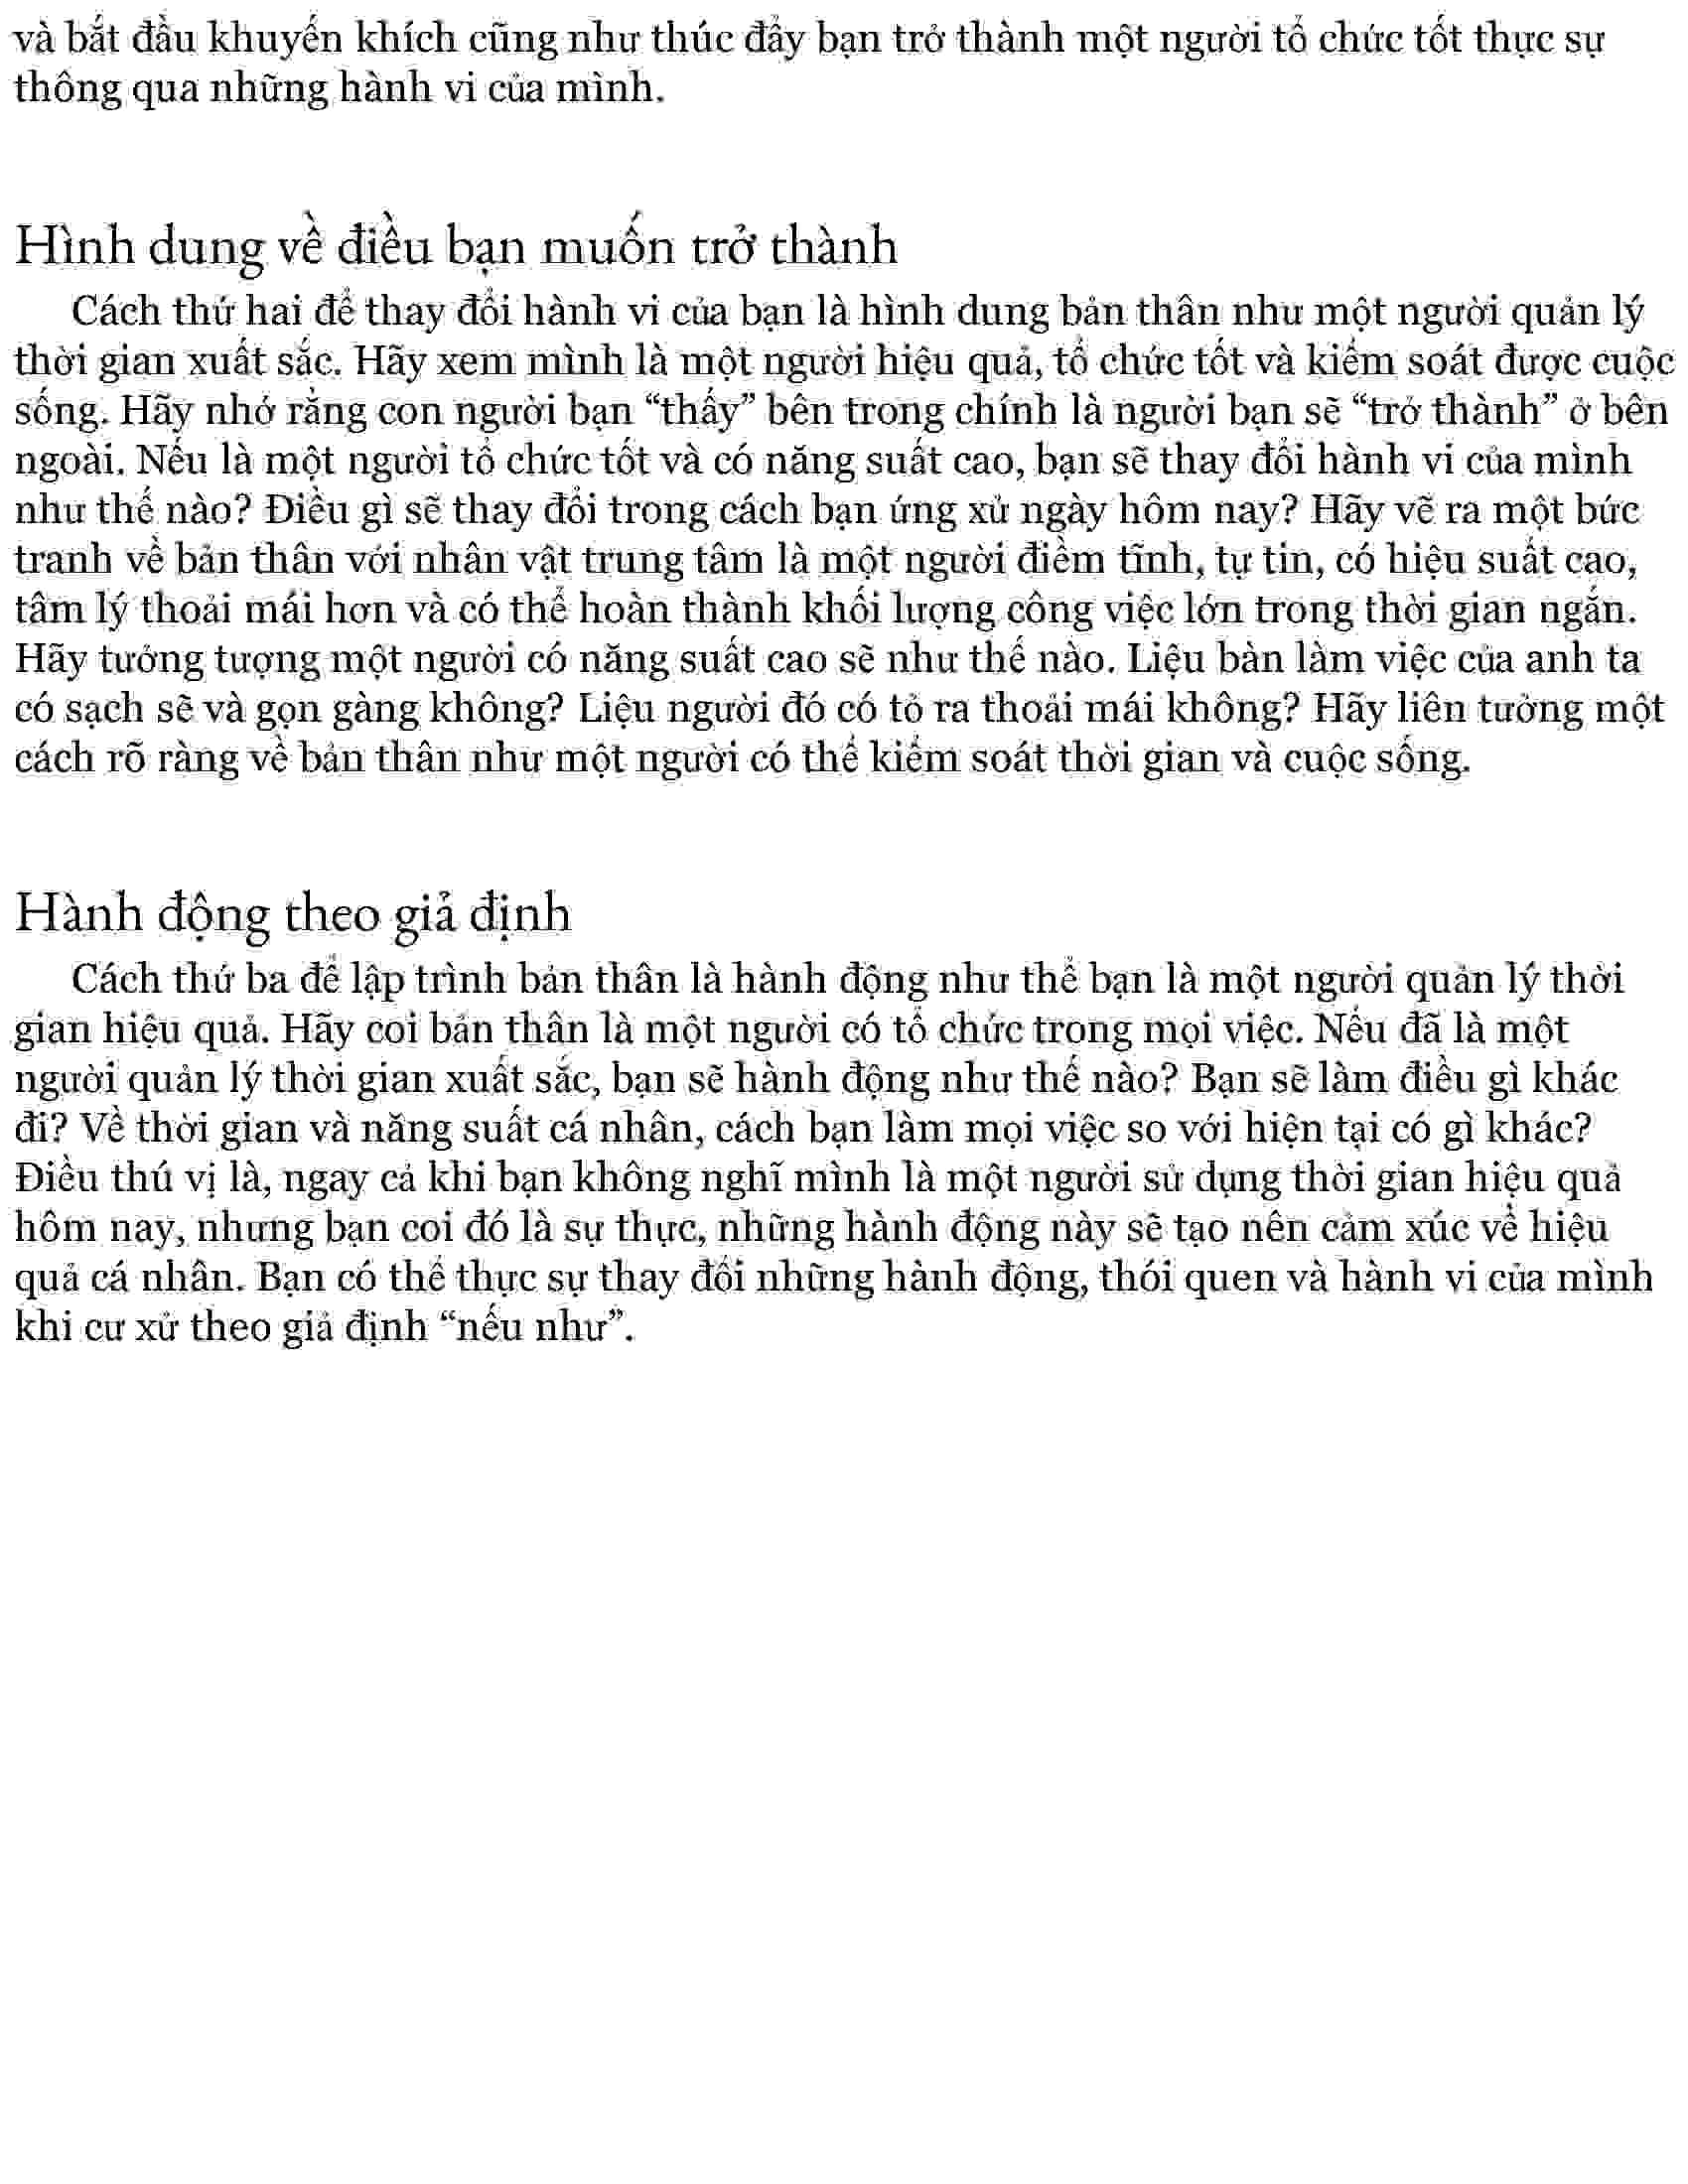 và bắt đầu khuyến khích cũng như thúc đẩy bạn trở thành một người tổ chức tốt thực sự
thông qua những hành vi của mình.
Hình dung về điều bạn muốn trở thành
Cách thứ hai để thay đổi hành vi của bạn là hình dung bản thân như một người quản lý
thời gian xuất sắc. Hãy xem mình là một người hiệu quả, tổ chức tốt và kiểm soát được cuộc
sống. Hãy nhớ rằng con người bạn “thấy” bên trong chính là người bạn sẽ “trở thành” ở bên
ngoài. Nếu là một người tổ chức tốt và có năng suất cao, bạn sẽ thay đổi hành vi của mình
như thế nào? Điều gì sẽ thay đổi trong cách bạn ứng xử ngày hôm nay? Hãy vẽ ra một bức
tranh về bản thân với nhân vật trung tâm là một người điềm tĩnh, tự tin, có hiệu suất cao,
tâm lý thoải mái hơn và có thể hoàn thành khối lượng công việc lớn trong thời gian ngắn.
Hãy tưởng tượng một người có năng suất cao sẽ như thế nào. Liệu bàn làm việc của anh ta
có sạch sẽ và gọn gàng không? Liệu người đó có tỏ ra thoải mái không? Hãy liên tưởng một
cách rõ ràng về bản thân như một người có thể kiểm soát thời gian và cuộc sống.
Hành động theo giả định
Cách thứ ba để lập trình bản thân là hành động như thể bạn là một người quản lý thời
gian hiệu quả. Hãy coi bản thân là một người có tổ chức trong mọi việc. Nếu đã là một
người quản lý thời gian xuất sắc, bạn sẽ hành động như thế nào? Bạn sẽ làm điều gì khác
đi? Về thời gian và năng suất cá nhân, cách bạn làm mọi việc so với hiện tại có gì khác?
Điều thú vị là, ngay cả khi bạn không nghĩ mình là một người sử dụng thời gian hiệu quả
hôm nay, nhưng bạn coi đó là sự thực, những hành động này sẽ tạo nên cảm xúc về hiệu
quả cá nhân. Bạn có thể thực sự thay đổi những hành động, thói quen và hành vi của mình
khi cư xử theo giả định “nếu như”.